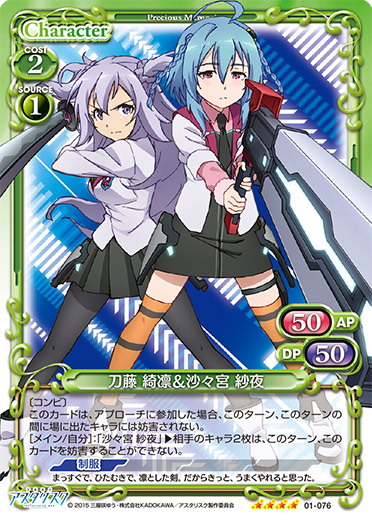 Precious Memories
Character
COST
2
SOURCE
1
50 AP
DP 50
刀藤 綺凛&沙々宮 紗夜
[コンビ]
このカードは、アプローチに参加した場合、このターン、このターンの
間に場に出たキャラには妨害されない。
[メイン/自分]:「沙々宮 紗夜」▶相手のキャラ2枚は、このターン、この
カードを妨害することができない。
制服
まっすぐで、ひたむきで、凛とした剣。だからきっと、うまくやれると思った。
アスタリスク
© 2015 三屋咲ゆう・株式会社KADOKAWA/アスタリスク製作委員会
★★★★ 01-076